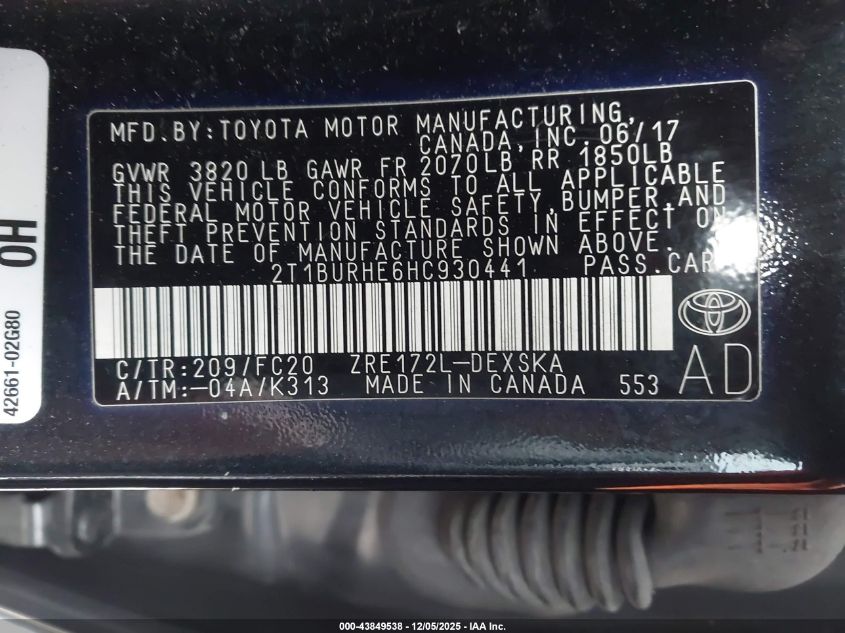 MFD.BY:TOYOTA MOTOR MANUFACTURING,
CANADA,INC. 06/17
GVWR 3820 LB GAWR FR 2070LB RR 1850LB
THIS VEHICLE CONFORMS TO ALL APPLICABLE
FEDERAL MOTOR VEHICLE SAFETY,BUMPER,AND
THEFT PREVENTION STANDARDS IN EFFECT ON
THE DATE OF MANUFACTURE SHOWN ABOVE.
2T1BURHE6HC930441 PASS.CAR
C/TR:209/FC20 ZRE172L-DEXSKA
A/TM:-04A/K313 MADE IN CANADA 553
AD
OH
42661-02G80
000-43849538 - 12/05/2025 - IAA Inc.